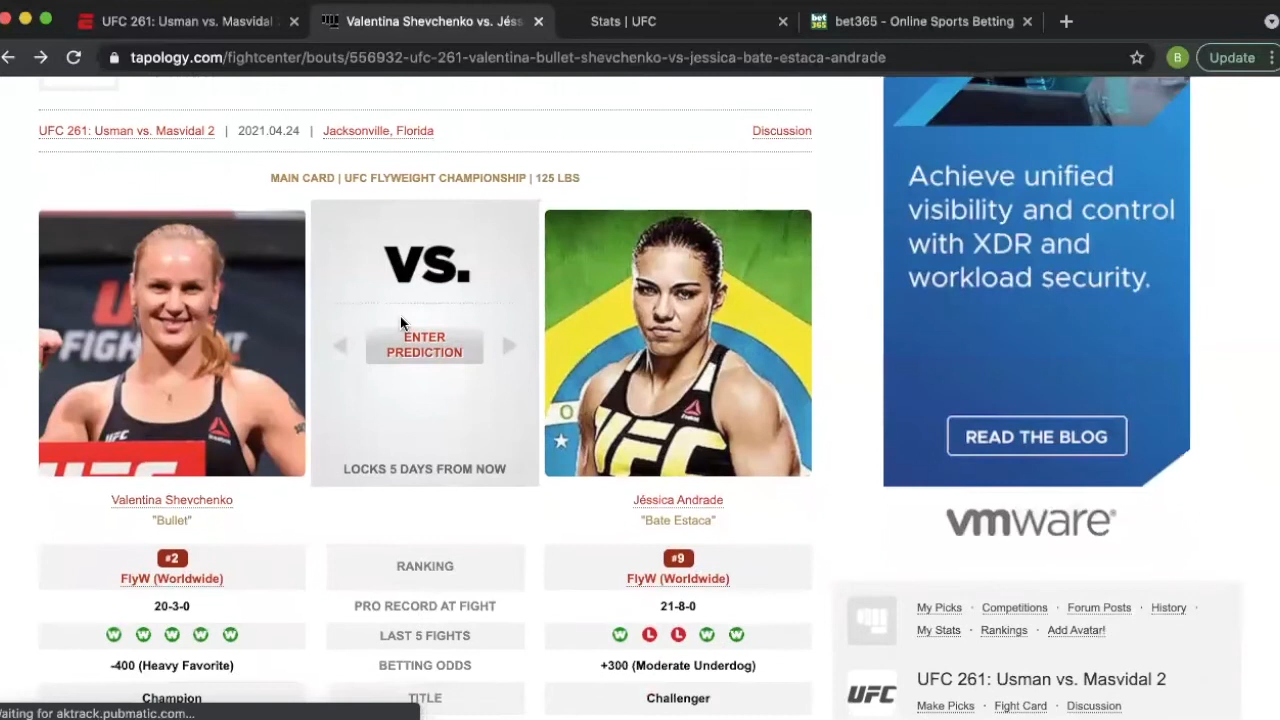 UFC 261: Usman vs. Masvidal
Valentina Shevchenko vs. Jéss
Stats | UFC
bet365 - Online Sports Betting
tapology.com/fightcenter/bouts/556932-ufc-261-valentina-bullet-shevchenko-vs-jessica-bate-estaca-andrade
B
Update
UFC 261: Usman vs. Masvidal 2 | 2021.04.24 | Jacksonville, Florida
Discussion
MAIN CARD | UFC FLYWEIGHT CHAMPIONSHIP | 125 LBS
VS.
ENTER
PREDICTION
LOCKS 5 DAYS FROM NOW
Valentina Shevchenko
"Bullet"
Jéssica Andrade
"Bate Estaca"
#2
FlyW (Worldwide)
RANKING
#9
FlyW (Worldwide)
20-3-0
PRO RECORD AT FIGHT
21-8-0
W W W W W
LAST 5 FIGHTS
W L L W W
-400 (Heavy Favorite)
BETTING ODDS
+300 (Moderate Underdog)
Champion
TITLE
Challenger
Achieve unified
visibility and control
with XDR and
workload security.
READ THE BLOG
vmware
My Picks · Competitions · Forum Posts · History ·
My Stats · Rankings · Add Avatar!
UFC
UFC 261: Usman vs. Masvidal 2
Make Picks · Fight Card · Discussion
aiting for aktrack.pubmatic.com...